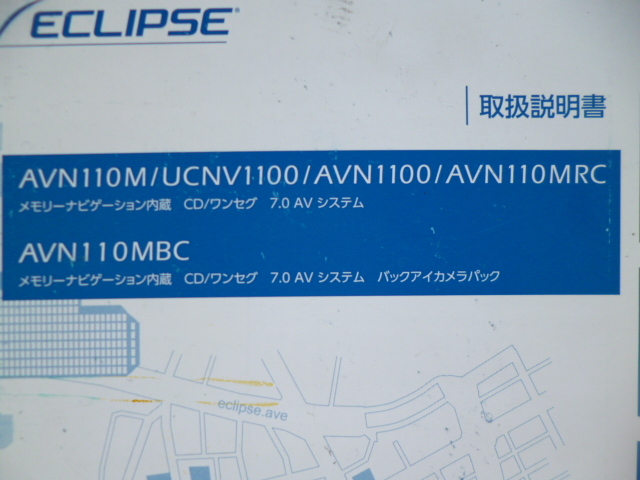 ECLIPSE®
取扱説明書
AVN110M/UCNV1100/AVN1100/AVN110MRC
メモリーナビゲーション内蔵 CD/ワンセグ 7.0 AV システム
AVN110MBC
メモリーナビゲーション内蔵 CD/ワンセグ 7.0 AV システム バックアイカメラパック
eclipse.ave